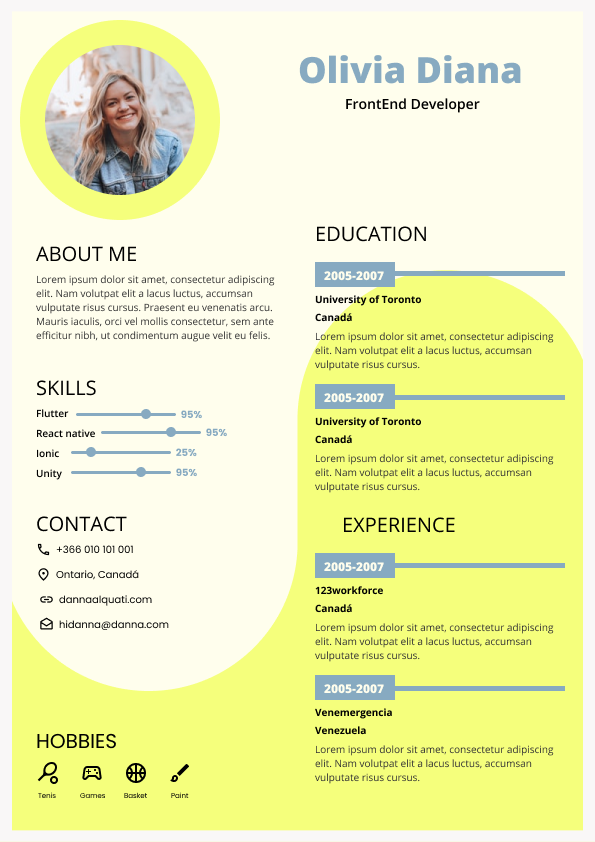 Olivia Diana
FrontEnd Developer
ABOUT ME
Lorem ipsum dolor sit amet, consectetur adipiscing
elit. Nam volutpat elit a lacus luctus, accumsan
vulputate risus cursus. Praesent eu venenatis arcu.
Mauris iaculis, orci vel mollis consectetur, sem ante
efficitur nibh, ut condimentum augue velit eu felis.
SKILLS
Flutter 95%
React native 95%
Ionic 25%
Unity 95%
CONTACT
+366 010 101 001
Ontario, Canadá
dannaalquati.com
hidanna@danna.com
HOBBIES
Tenis Games Basket Paint
EDUCATION
2005-2007
University of Toronto
Canadá
Lorem ipsum dolor sit amet, consectetur adipiscing
elit. Nam volutpat elit a lacus luctus, accumsan
vulputate risus cursus.
2005-2007
University of Toronto
Canadá
Lorem ipsum dolor sit amet, consectetur adipiscing
elit. Nam volutpat elit a lacus luctus, accumsan
vulputate risus cursus.
EXPERIENCE
2005-2007
123workforce
Canadá
Lorem ipsum dolor sit amet, consectetur adipiscing
elit. Nam volutpat elit a lacus luctus, accumsan
vulputate risus cursus.
2005-2007
Venemergencia
Venezuela
Lorem ipsum dolor sit amet, consectetur adipiscing
elit. Nam volutpat elit a lacus luctus, accumsan
vulputate risus cursus.